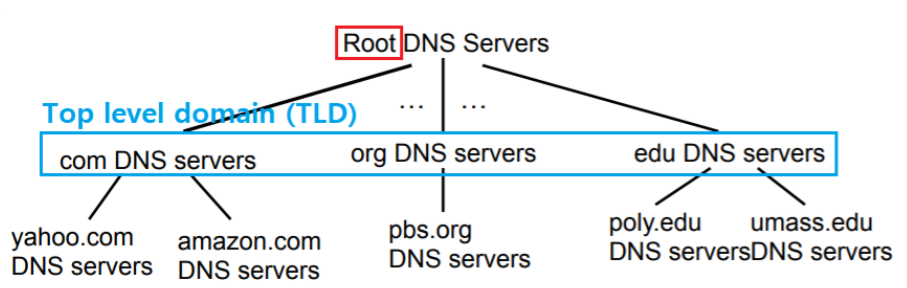 Root DNS Servers
... ...
Top level domain (TLD)
com DNS servers
org DNS servers
edu DNS servers
yahoo.com
DNS servers
amazon.com
DNS servers
pbs.org
DNS servers
poly.edu
DNS servers
umass.edu
DNS servers